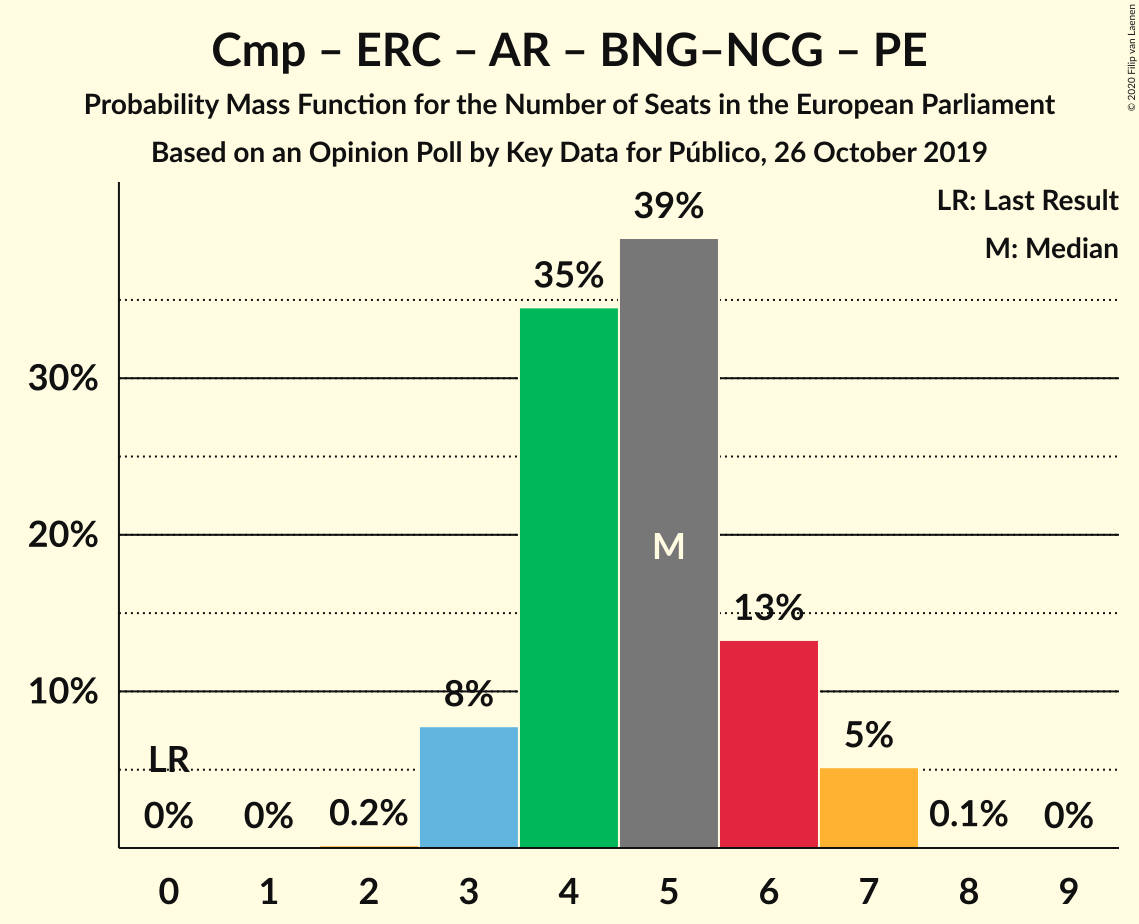 Cmp – ERC – AR – BNG–NCG – PE
Probability Mass Function for the Number of Seats in the European Parliament
Based on an Opinion Poll by Key Data for Público, 26 October 2019
© 2020 Filip van Laenen
LR: Last Result
M: Median
39%
35%
30%
20%
M
13%
10%
8%
5%
LR
0%
0%
0.2%
0.1%
0%
0 1 2 3 4 5 6 7 8 9